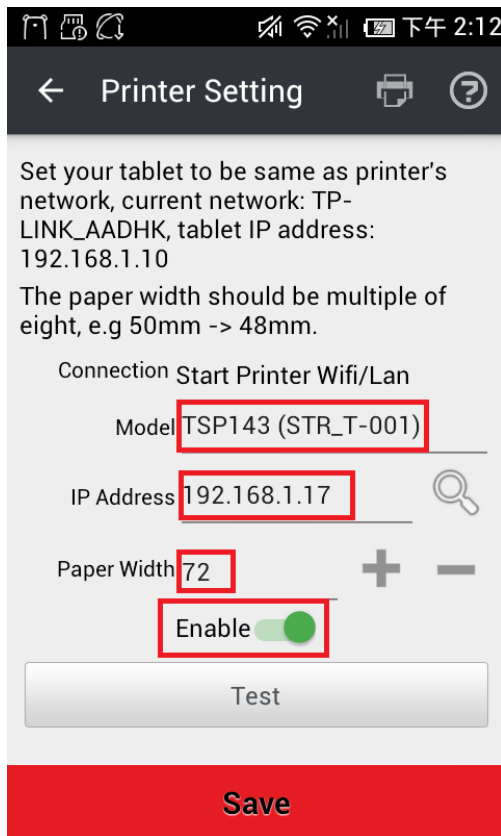 下午 2:12
Printer Setting
Set your tablet to be same as printer's
network, current network: TP-
LINK_AADHK, tablet IP address:
192.168.1.10
The paper width should be multiple of
eight, e.g 50mm -> 48mm.
Connection Start Printer Wifi/Lan
Model TSP143 (STR_T-001)
IP Address 192.168.1.17
Paper Width 72
Enable
Test
Save